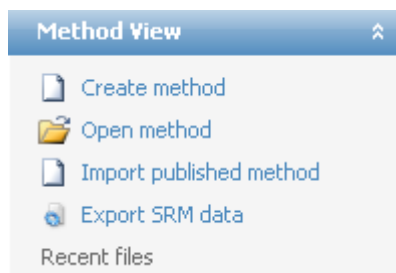 Method View
Create method
Open method
Import published method
Export SRM data
Recent files